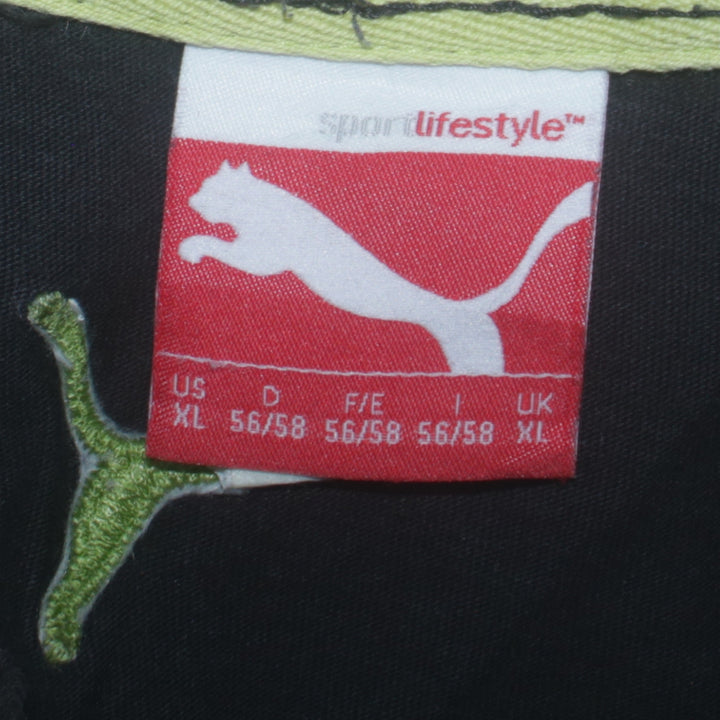 sportlifestyle™
US D F/E I UK
XL 56/58 56/58 56/58 XL